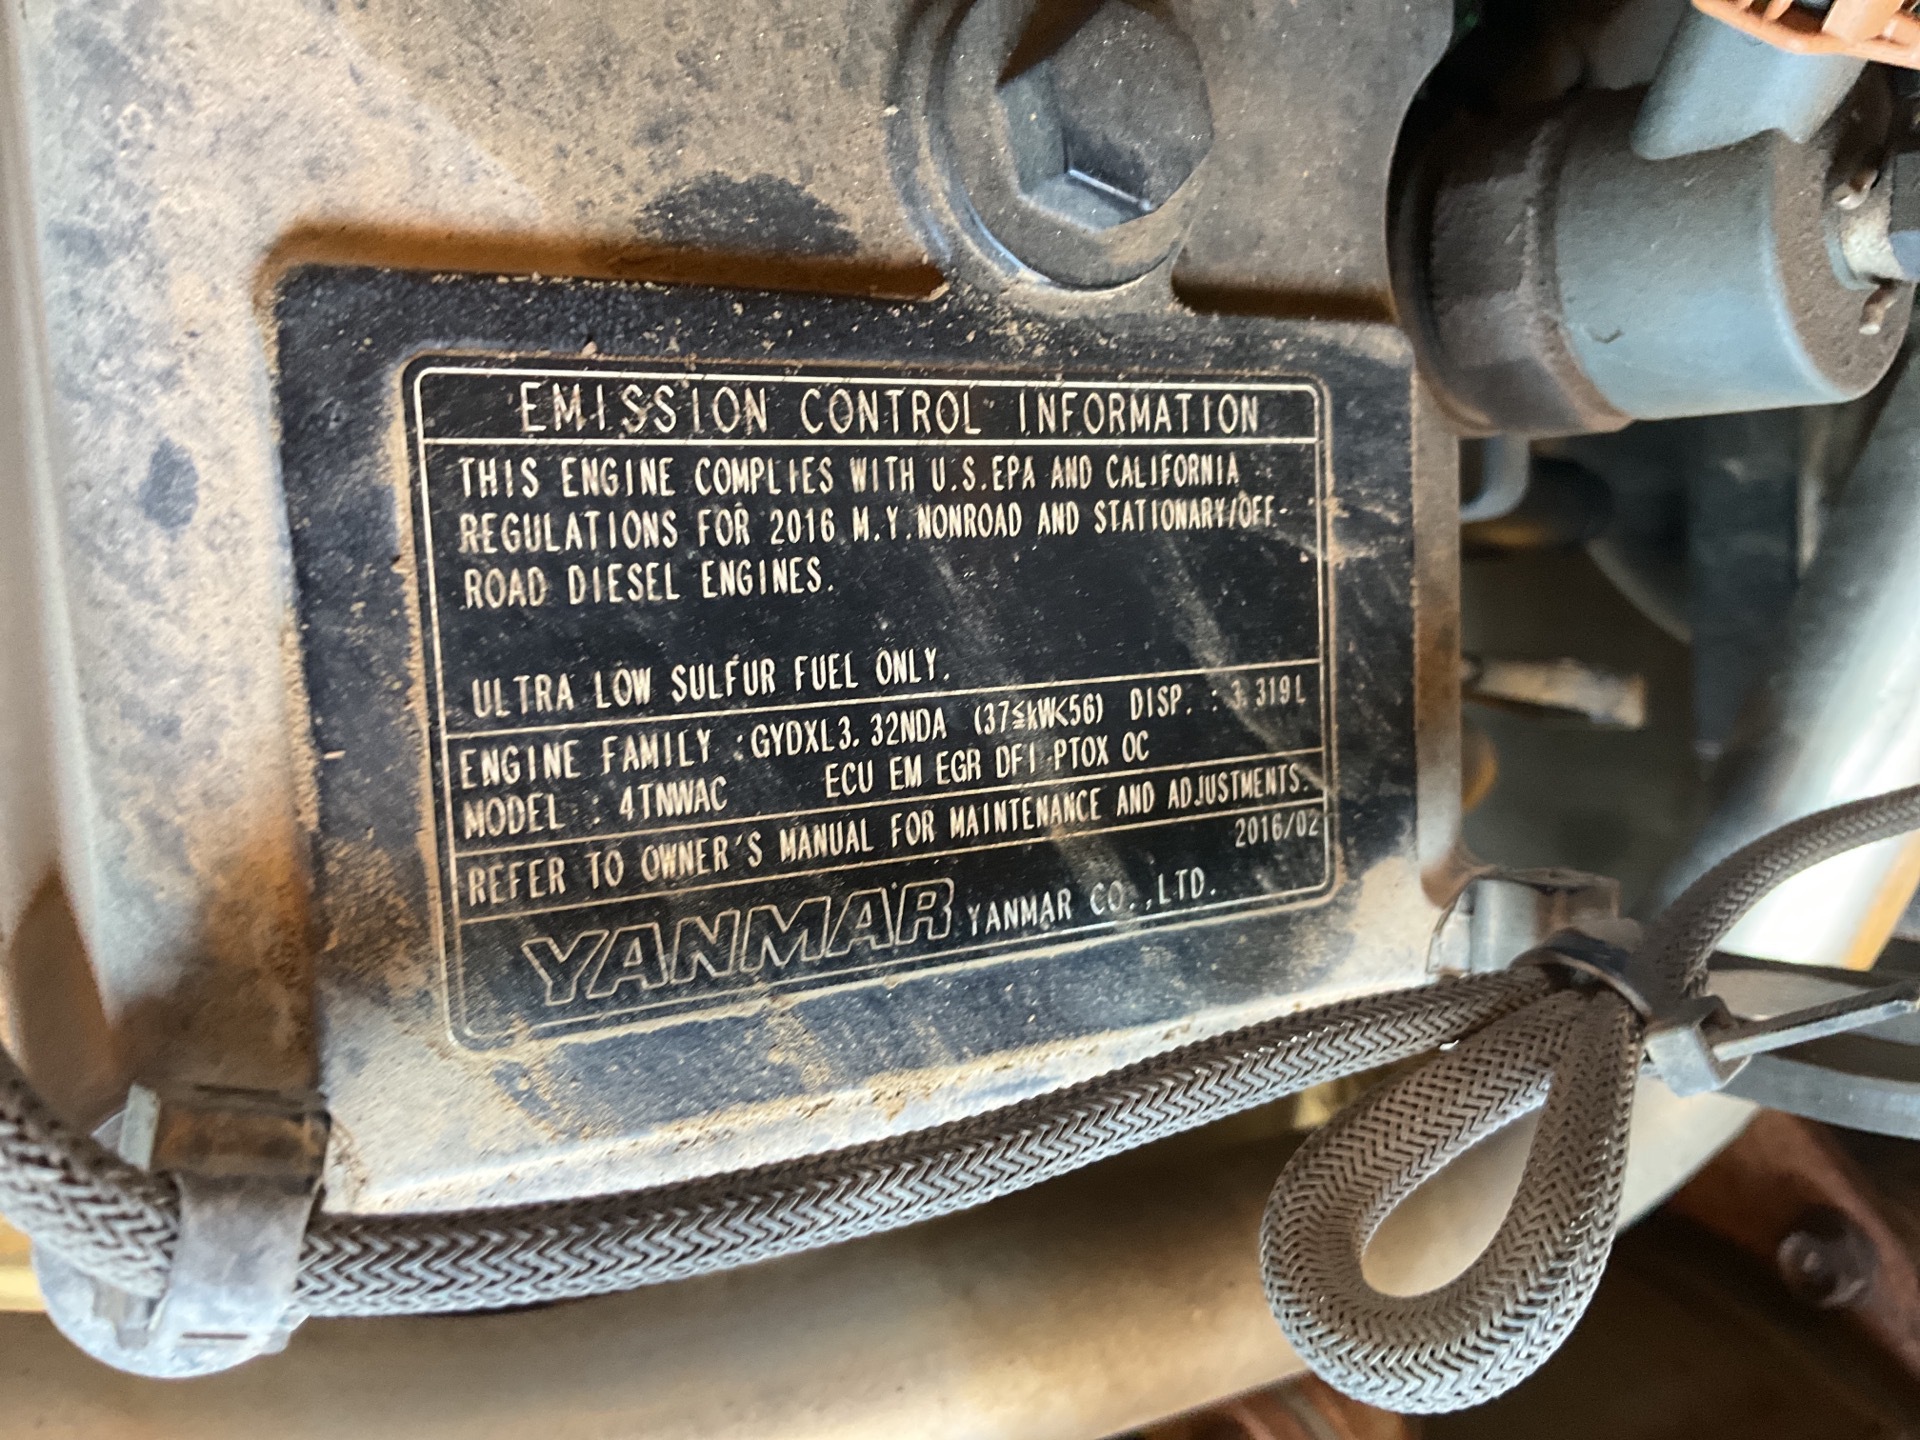 EMISSION CONTROL INFORMATION
THIS ENGINE COMPLIES WITH U.S.EPA AND CALIFORNIA
REGULATIONS FOR 2016 M.Y.NONROAD AND STATIONARY/OFF-
ROAD DIESEL ENGINES.
ULTRA LOW SULFUR FUEL ONLY.
ENGINE FAMILY :GYDXL3.32NDA (37≦kW<56) DISP. : 3.319L
MODEL : 4TNWAC ECU EM EGR DFI PTOX OC
REFER TO OWNER'S MANUAL FOR MAINTENANCE AND ADJUSTMENTS.
2016/02
YANMAR YANMAR CO.,LTD.